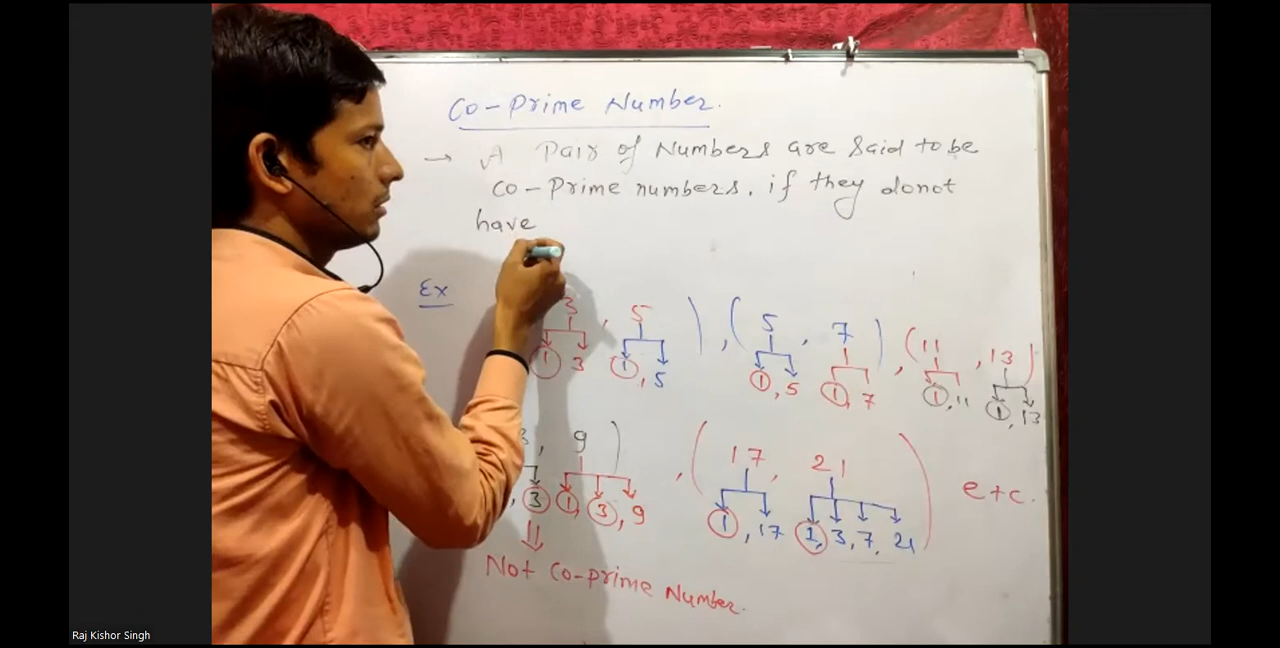 Co-Prime Number.
→ A Pair of Numbers are said to be
Co-Prime numbers, if they donot
have
Ex
3 , 5 ) , ( 5 , 7 ) , ( 11 , 13 )
1 3 1 , 5 1 , 5 1 , 7 1 , 11 1 , 13
3 , 9 ) , ( 17 , 21 ) etc.
, 3 1 , 3 , 9 1 , 17 1 , 3 , 7 , 21
Not Co-prime Number.
Raj Kishor Singh